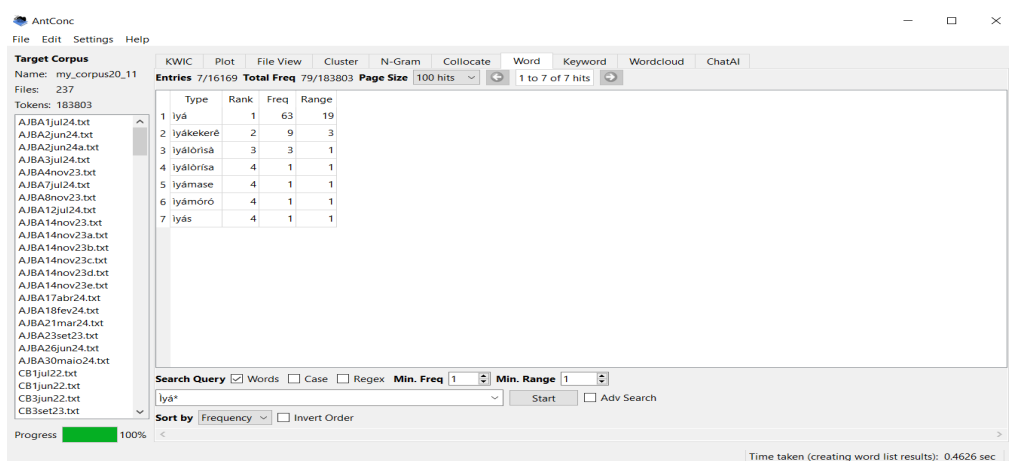 AntConc
File Edit Settings Help
Target Corpus
Name: my_corpus20_11
Files: 237
Tokens: 183803
AJBA1jul24.txt
AJBA2jun24.txt
AJBA2jun24a.txt
AJBA3jul24.txt
AJBA4nov23.txt
AJBA7jul24.txt
AJBA8nov23.txt
AJBA12jul24.txt
AJBA14nov23.txt
AJBA14nov23a.txt
AJBA14nov23b.txt
AJBA14nov23c.txt
AJBA14nov23d.txt
AJBA14nov23e.txt
AJBA17abr24.txt
AJBA18fev24.txt
AJBA21mar24.txt
AJBA23set23.txt
AJBA26jun24.txt
AJBA30maio24.txt
CB1jul22.txt
CB1jun22.txt
CB3jun22.txt
CB3set23.txt
Progress 100%
KWIC Plot File View Cluster N-Gram Collocate Word Keyword Wordcloud ChatAI
Entries 7/16169 Total Freq 79/183803 Page Size 100 hits 1 to 7 of 7 hits
Type Rank Freq Range
1 ìyá 1 63 19
2 ìyákekerê 2 9 3
3 ìyálòrìsà 3 3 1
4 ìyálòrísa 4 1 1
5 ìyámase 4 1 1
6 ìyámóró 4 1 1
7 ìyás 4 1 1
Search Query Words Case Regex Min. Freq 1 Min. Range 1
Ìyá* Start Adv Search
Sort by Frequency Invert Order
Time taken (creating word list results): 0.4626 sec